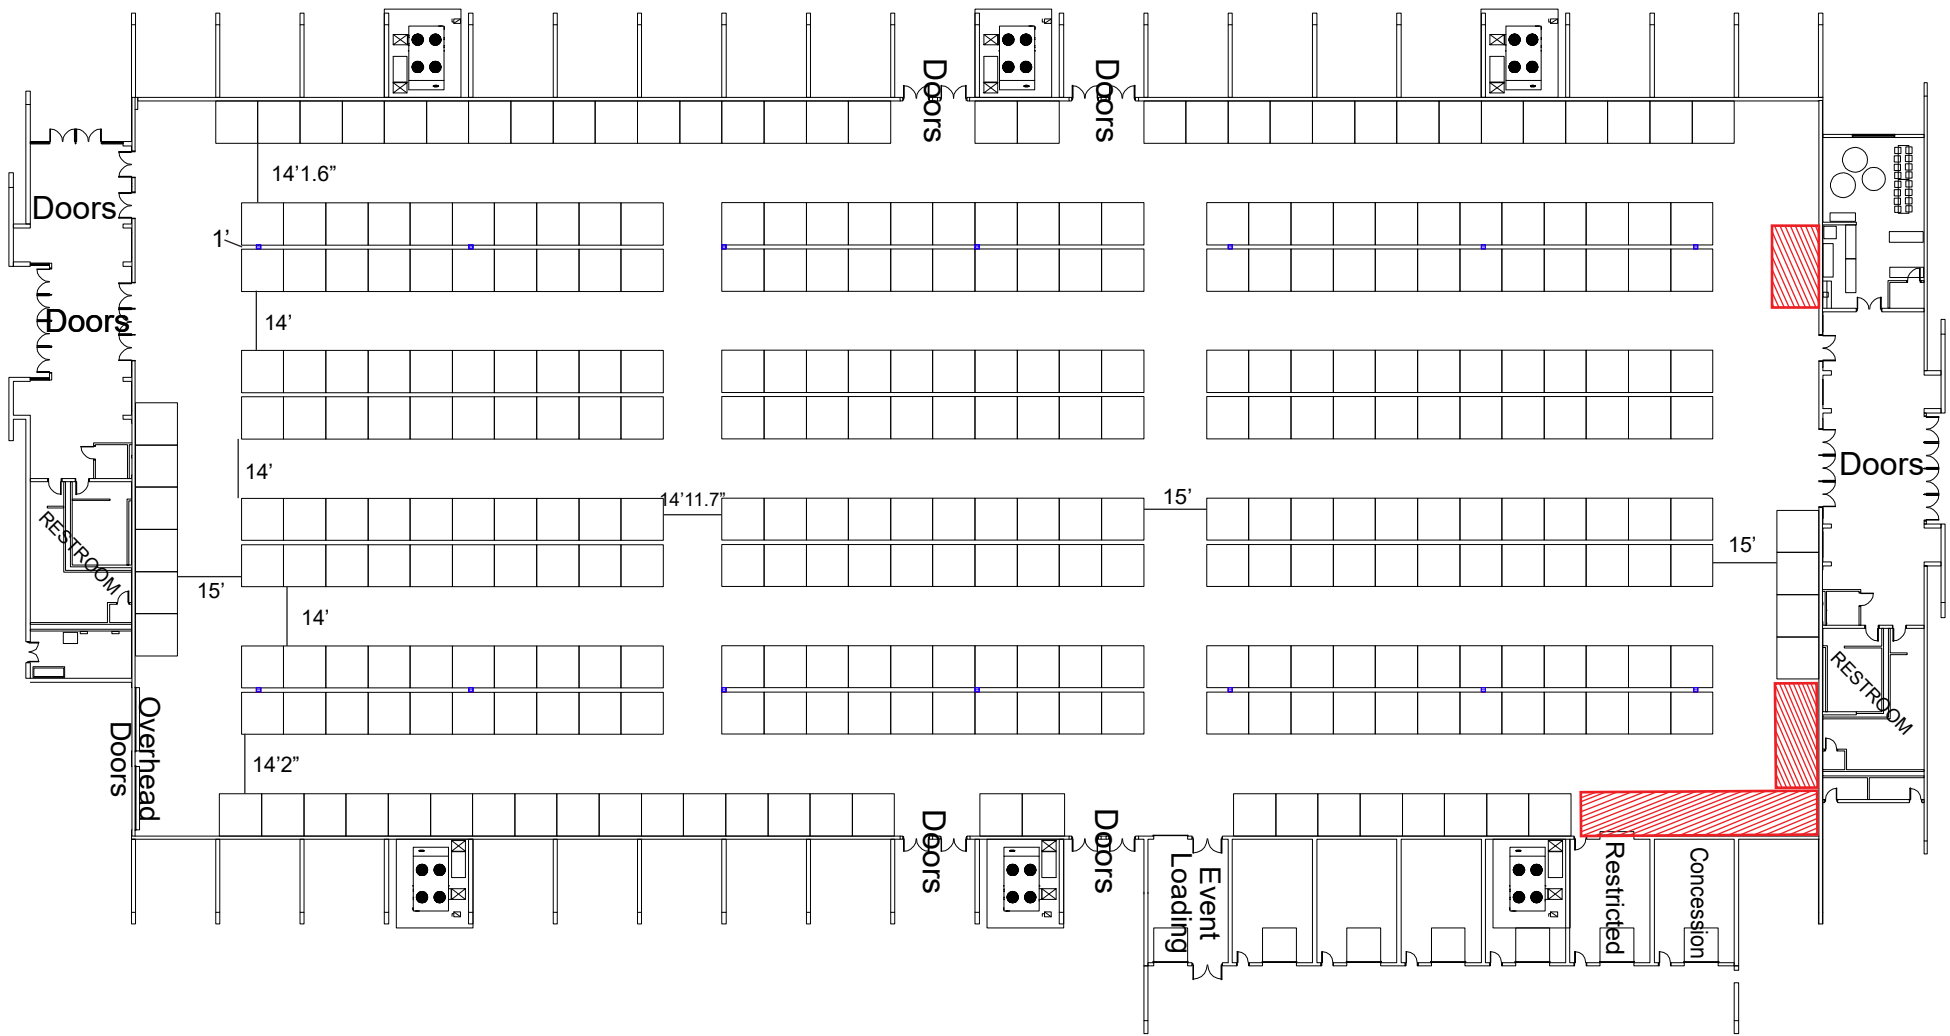 Doors
Doors
14’1.6”
Doors
1’
14’
Doors
14’
Doors
14’11.7”
15’
RESTROOM
15’
15’
14’
RESTROOM
Overhead
Doors
14’2”
Doors
Doors
Event
Loading
Restricted
Concession